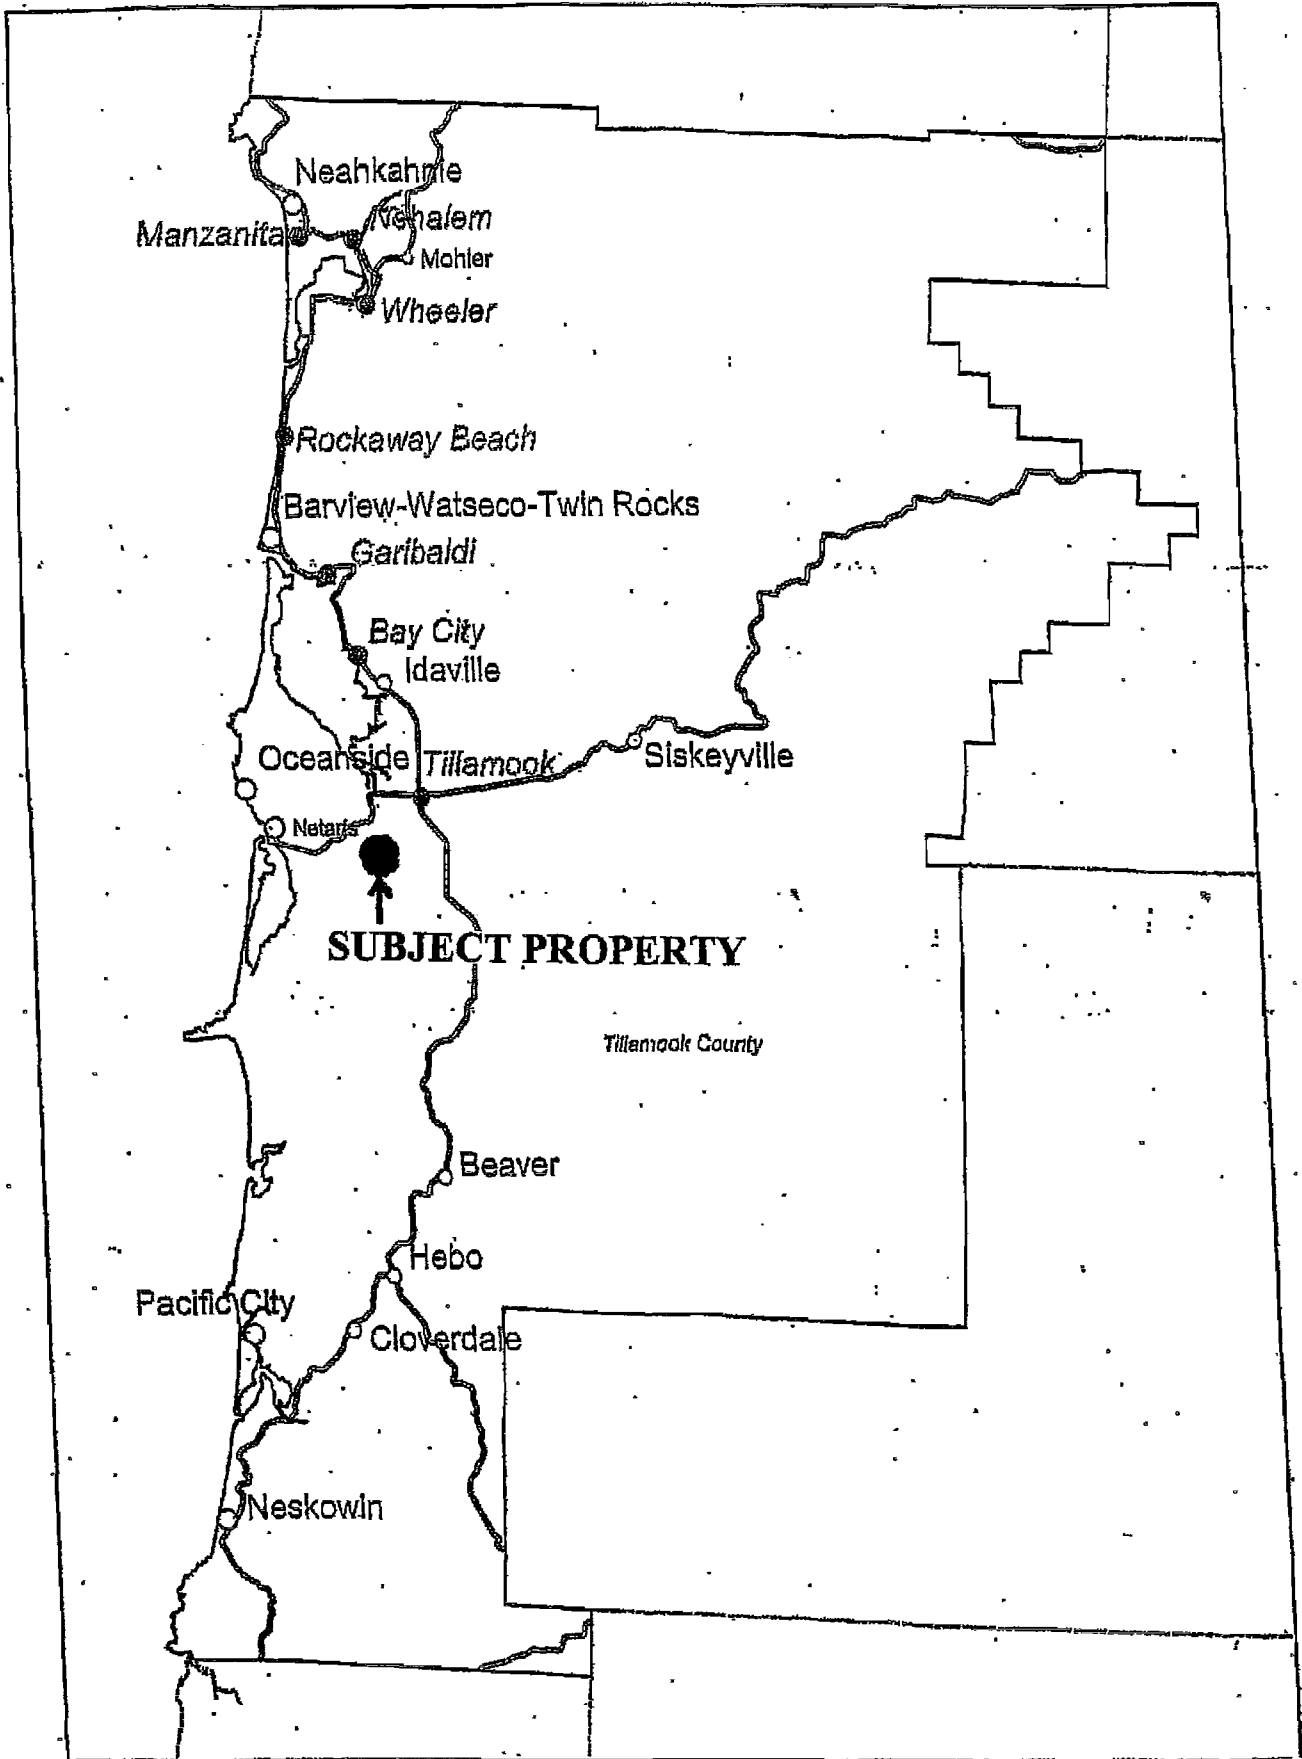 Neahkahnie
Nehalem
Manzanita
Mohler
Wheeler
Rockaway Beach
Barview-Watseco-Twin Rocks
Garibaldi
Bay City
Idaville
Oceanside
Tillamook
Siskeyville
Netarts
SUBJECT PROPERTY
Tillamook County
Beaver
Hebo
Pacific City
Cloverdale
Neskowin